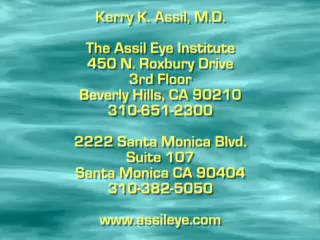 Kerry K. Assil, M.D.
The Assil Eye Institute
450 N. Roxbury Drive
3rd Floor
Beverly Hills, CA 90210
310-651-2300
2222 Santa Monica Blvd.
Suite 107
Santa Monica CA 90404
310-382-5050
www.assileye.com